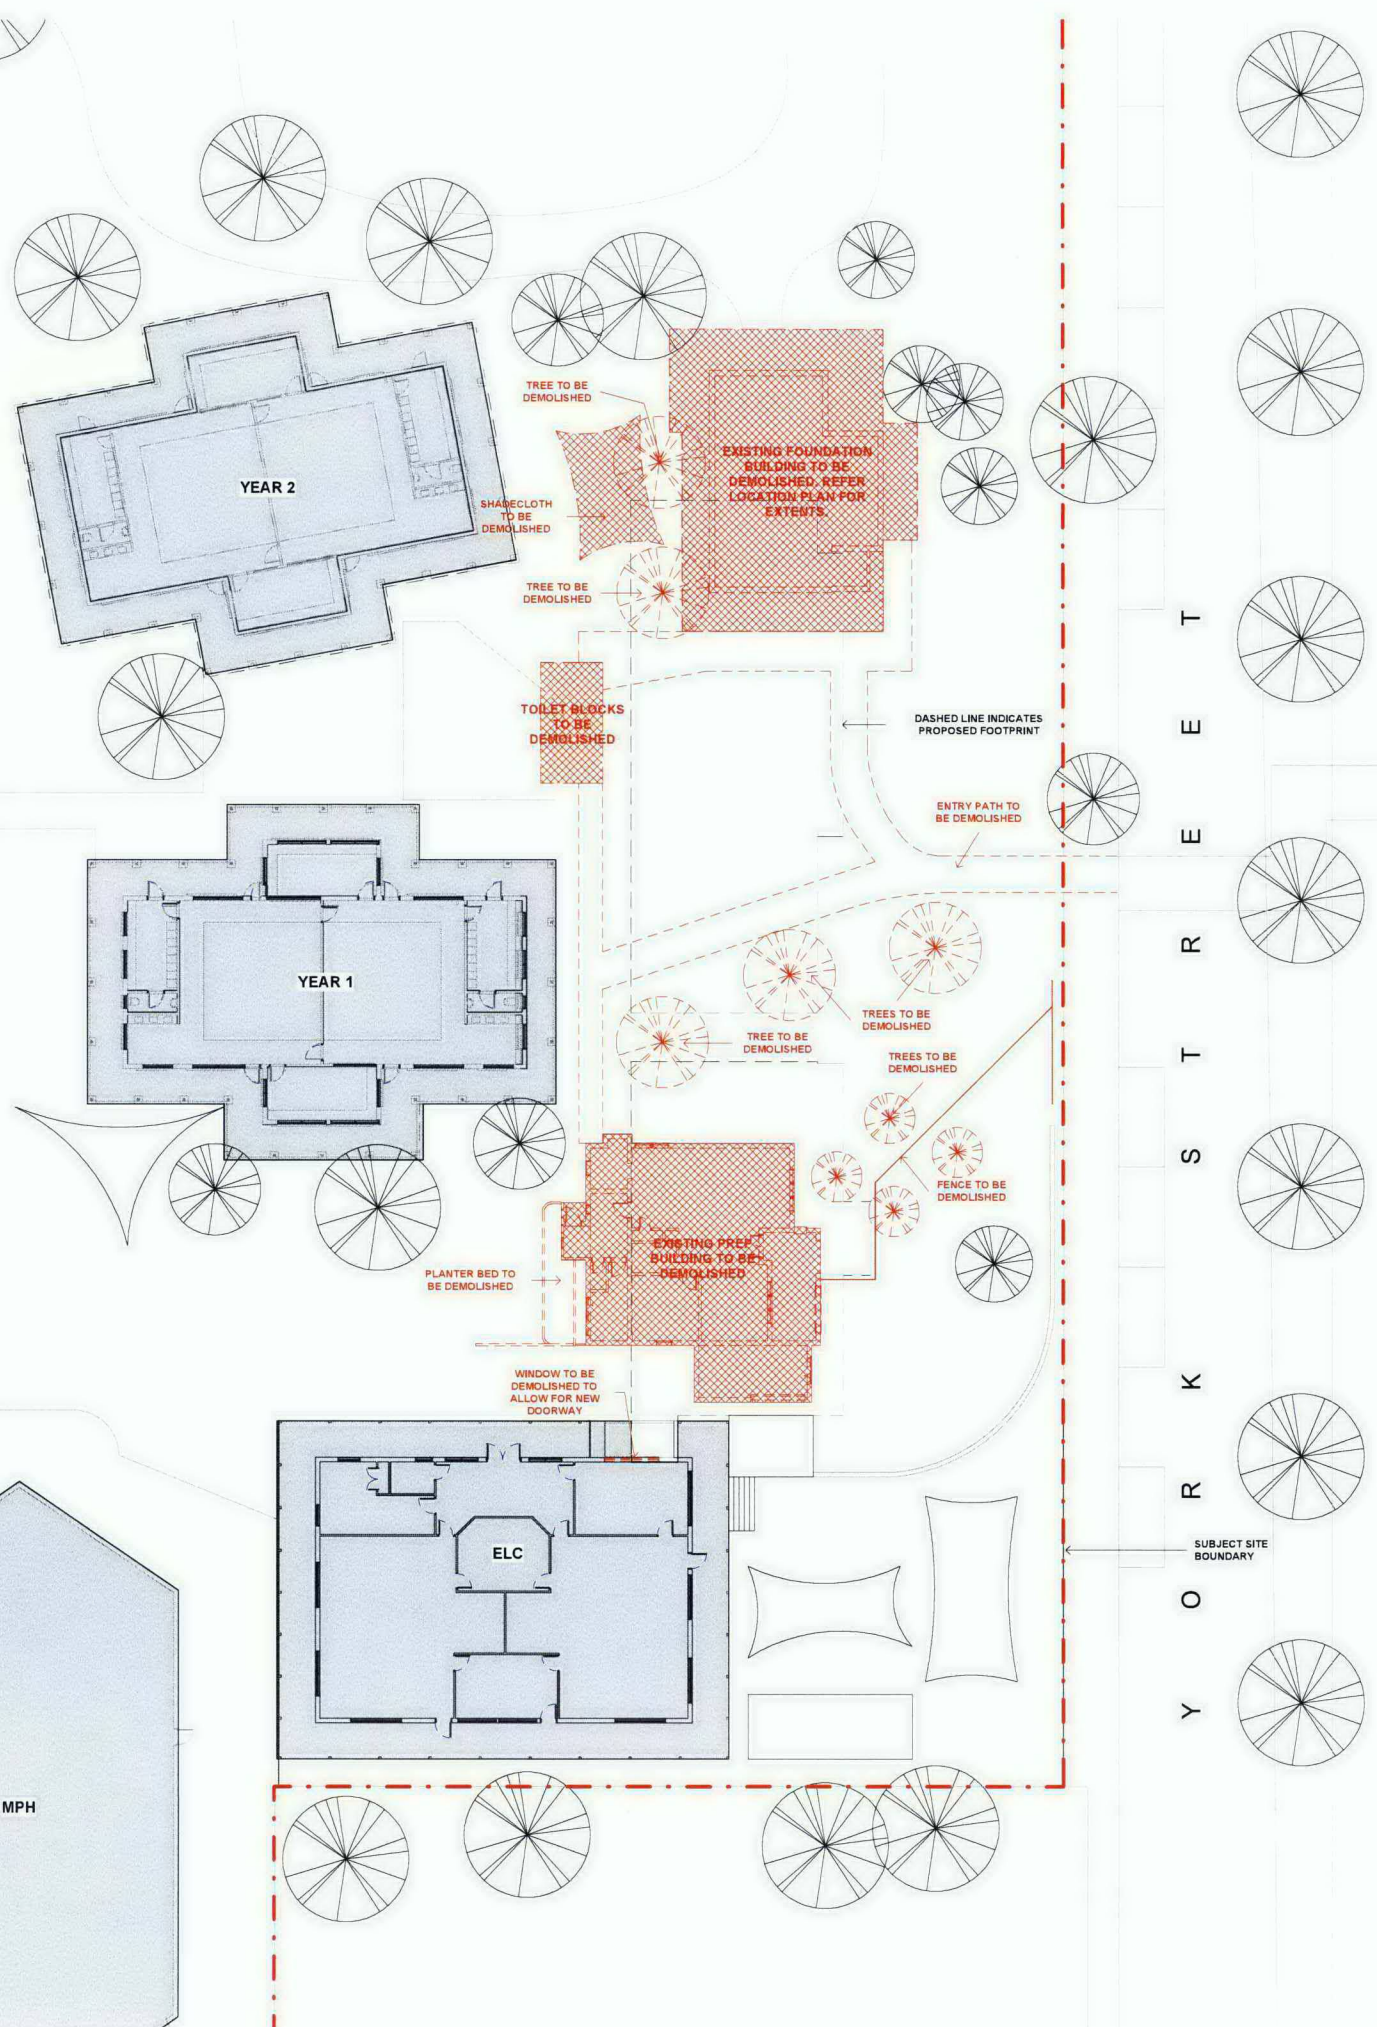 TREE TO BE
DEMOLISHED
EXISTING FOUNDATION
BUILDING TO BE
DEMOLISHED. REFER
LOCATION PLAN FOR
EXTENTS.
YEAR 2
SHADECLOTH
TO BE
DEMOLISHED
TREE TO BE
DEMOLISHED
TOILET BLOCKS
TO BE
DEMOLISHED
DASHED LINE INDICATES
PROPOSED FOOTPRINT
ENTRY PATH TO
BE DEMOLISHED
YEAR 1
TREES TO BE
DEMOLISHED
TREE TO BE
DEMOLISHED
TREES TO BE
DEMOLISHED
FENCE TO BE
DEMOLISHED
EXISTING PREP
BUILDING TO BE
DEMOLISHED
PLANTER BED TO
BE DEMOLISHED
WINDOW TO BE
DEMOLISHED TO
ALLOW FOR NEW
DOORWAY
ELC
SUBJECT SITE
BOUNDARY
YORK STREET
MPH